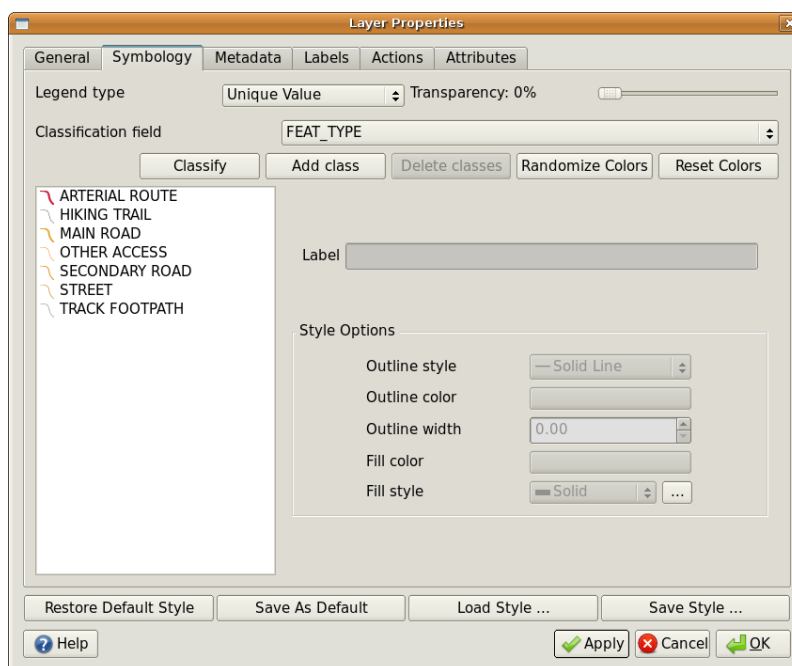 Layer Properties
General Symbology Metadata Labels Actions Attributes
Legend type Unique Value Transparency: 0%
Classification field FEAT_TYPE
Classify Add class Delete classes Randomize Colors Reset Colors
ARTERIAL ROUTE
HIKING TRAIL
MAIN ROAD
OTHER ACCESS
SECONDARY ROAD
STREET
TRACK FOOTPATH
Label
Style Options
Outline style Solid Line
Outline color
Outline width 0.00
Fill color
Fill style Solid ...
Restore Default Style Save As Default Load Style ... Save Style ...
Help Apply Cancel OK